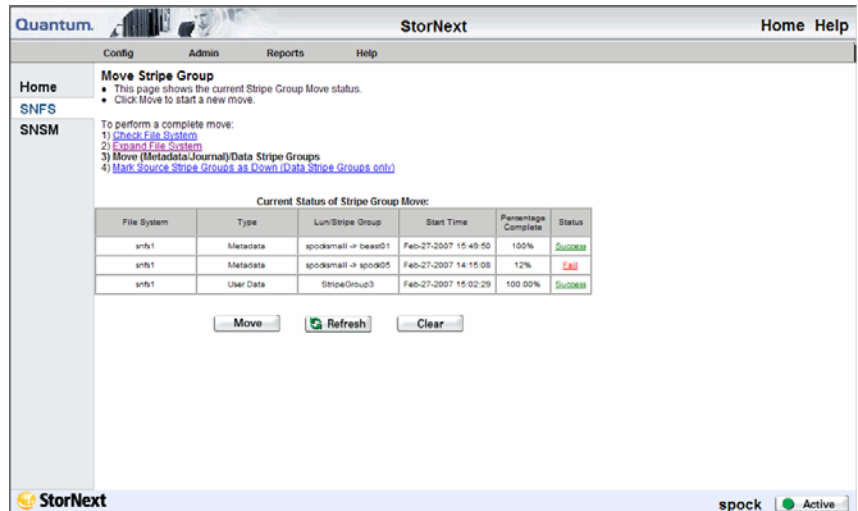 Quantum. StorNext Home Help
Config Admin Reports Help
Home
SNFS
SNSM
Move Stripe Group
• This page shows the current Stripe Group Move status.
• Click Move to start a new move.
To perform a complete move:
1) Check File System
2) Expand File System
3) Move (Metadata/Journal)/Data Stripe Groups
4) Mark Source Stripe Groups as Down (Data Stripe Groups only)
Current Status of Stripe Group Move:
File System Type Lun/Stripe Group Start Time Percentage Complete Status
snfs1 Metadata spocksmall -> beast01 Feb-27-2007 15:49:50 100% Success
snfs1 Metadata spocksmall -> spock05 Feb-27-2007 14:15:08 12% Fail
snfs1 User Data StripeGroup3 Feb-27-2007 15:02:29 100.00% Success
Move Refresh Clear
StorNext spock Active